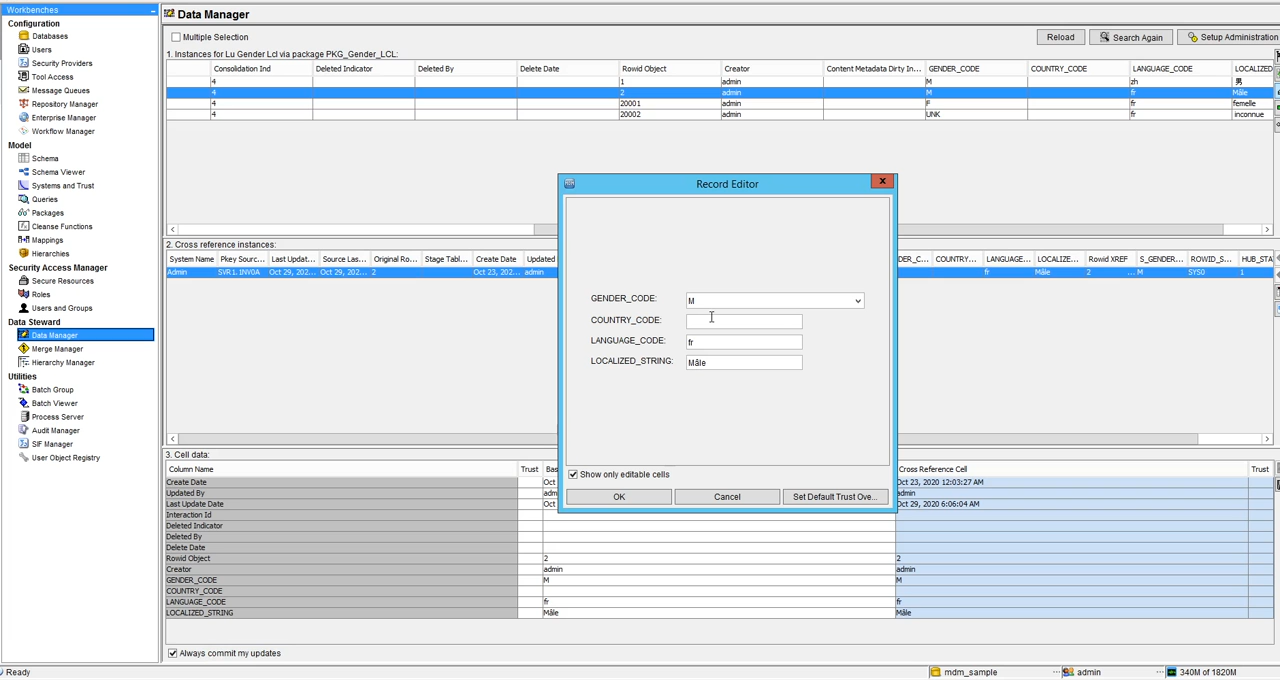 Workbenches
Configuration
Databases
Users
Security Providers
Tool Access
Message Queues
Repository Manager
Enterprise Manager
Workflow Manager
Model
Schema
Schema Viewer
Systems and Trust
Queries
Packages
Cleanse Functions
Mappings
Hierarchies
Security Access Manager
Secure Resources
Roles
Users and Groups
Data Steward
Data Manager
Merge Manager
Hierarchy Manager
Utilities
Batch Group
Batch Viewer
Process Server
Audit Manager
SIF Manager
User Object Registry
Data Manager
Multiple Selection
Reload Search Again Setup Administration
1. Instances for Lu Gender Lcl via package PKG_Gender_LCL:
Consolidation Ind Deleted Indicator Deleted By Delete Date Rowid Object Creator Content Metadata Dirty In... GENDER_CODE COUNTRY_CODE LANGUAGE_CODE LOCALIZED
4 1 admin M zh 男
4 2 admin M fr Mâle
4 20001 admin F fr femelle
4 20002 admin UNK fr inconnue
2. Cross reference instances:
System Name Pkey Sourc... Last Updat... Source Las... Original Ro... Stage Tabl... Create Date Updated DER_C... COUNTRY... LANGUAGE... LOCALIZE... Rowid XREF S_GENDER... ROWID_S... HUB_STA
Admin SVR1.INV0A Oct 29, 202... Oct 29, 202... 2 Oct 23, 202... admin fr Mâle 2 ... M SYS0 1
Record Editor
x
GENDER_CODE: M
COUNTRY_CODE:
LANGUAGE_CODE: fr
LOCALIZED_STRING: Mâle
Show only editable cells
OK Cancel Set Default Trust Ove...
3. Cell data:
Column Name Trust Bas Cross Reference Cell Trust
Create Date Oct Oct 23, 2020 12:03:27 AM
Updated By adm admin
Last Update Date Oct Oct 29, 2020 6:06:04 AM
Interaction Id
Deleted Indicator
Deleted By
Delete Date
Rowid Object 2 2
Creator admin admin
GENDER_CODE M M
COUNTRY_CODE
LANGUAGE_CODE fr fr
LOCALIZED_STRING Mâle Mâle
Always commit my updates
Ready mdm_sample ... admin ... 340M of 1820M